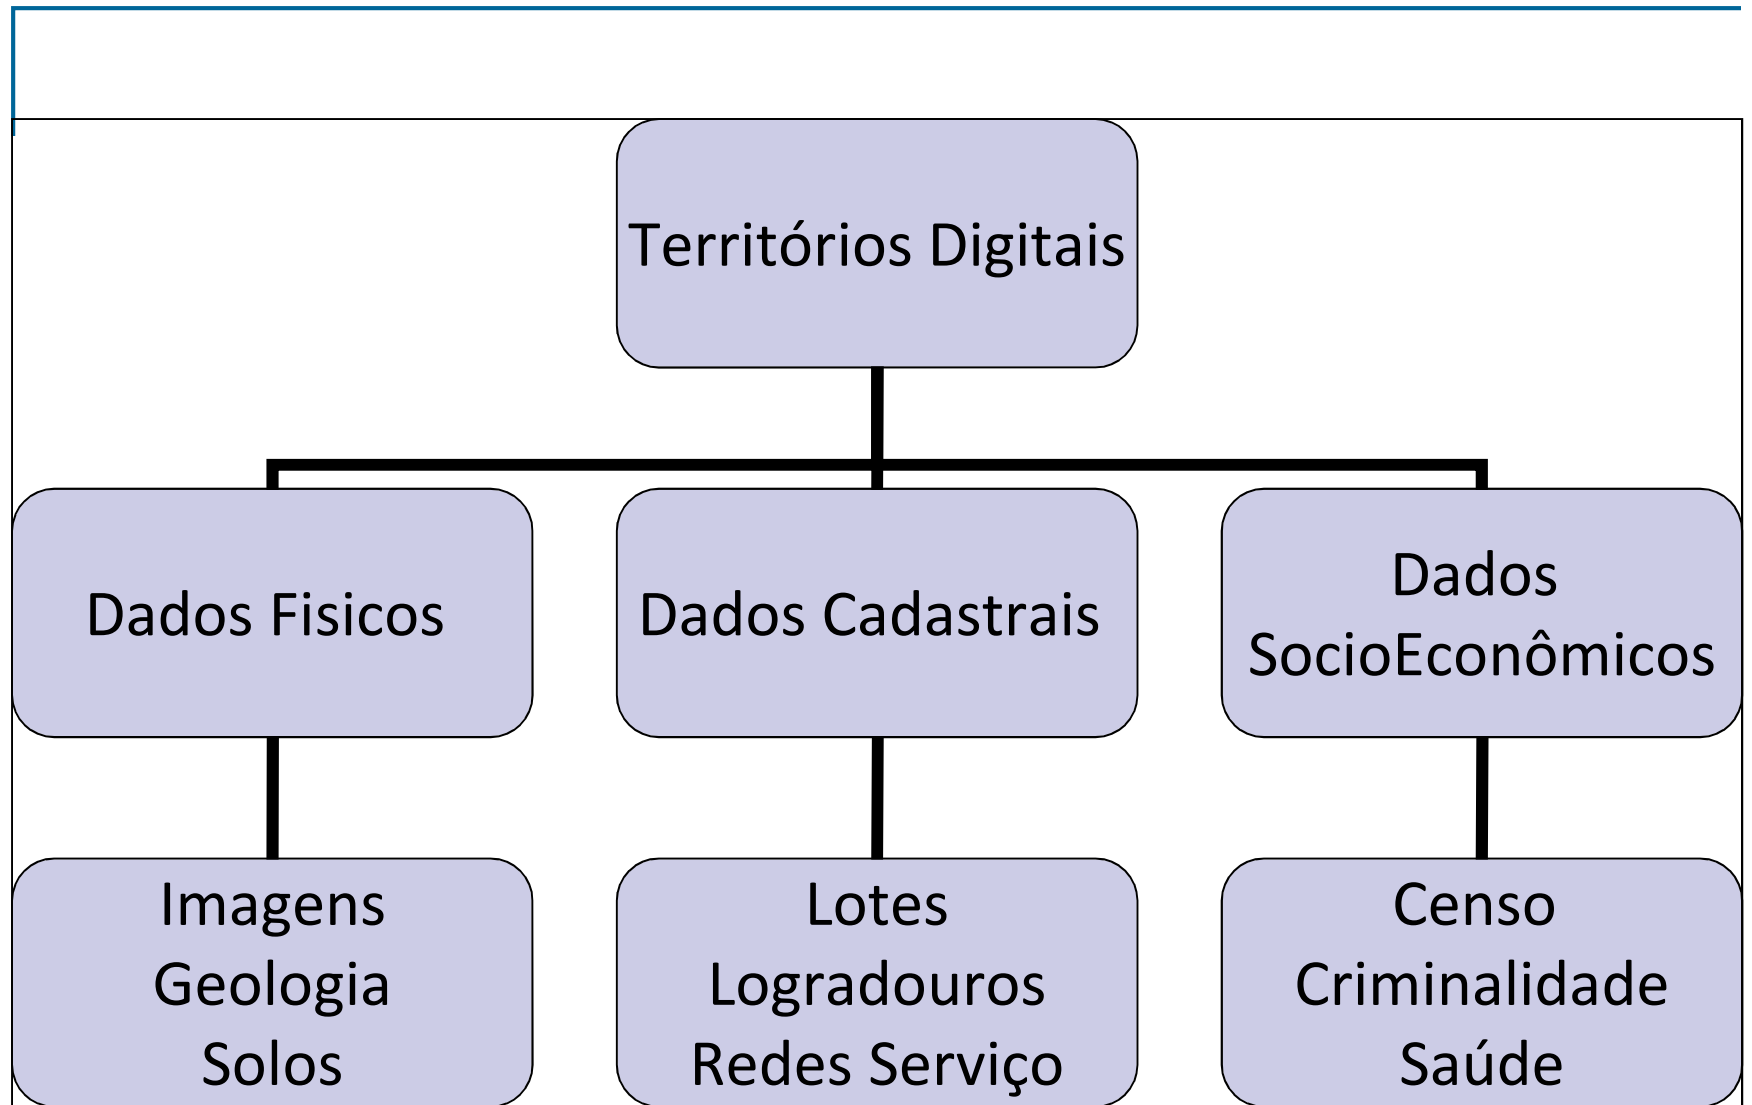 Territórios Digitais
Dados Fisicos
Dados Cadastrais
Dados
SocioEconômicos
Imagens
Geologia
Solos
Lotes
Logradouros
Redes Serviço
Censo
Criminalidade
Saúde